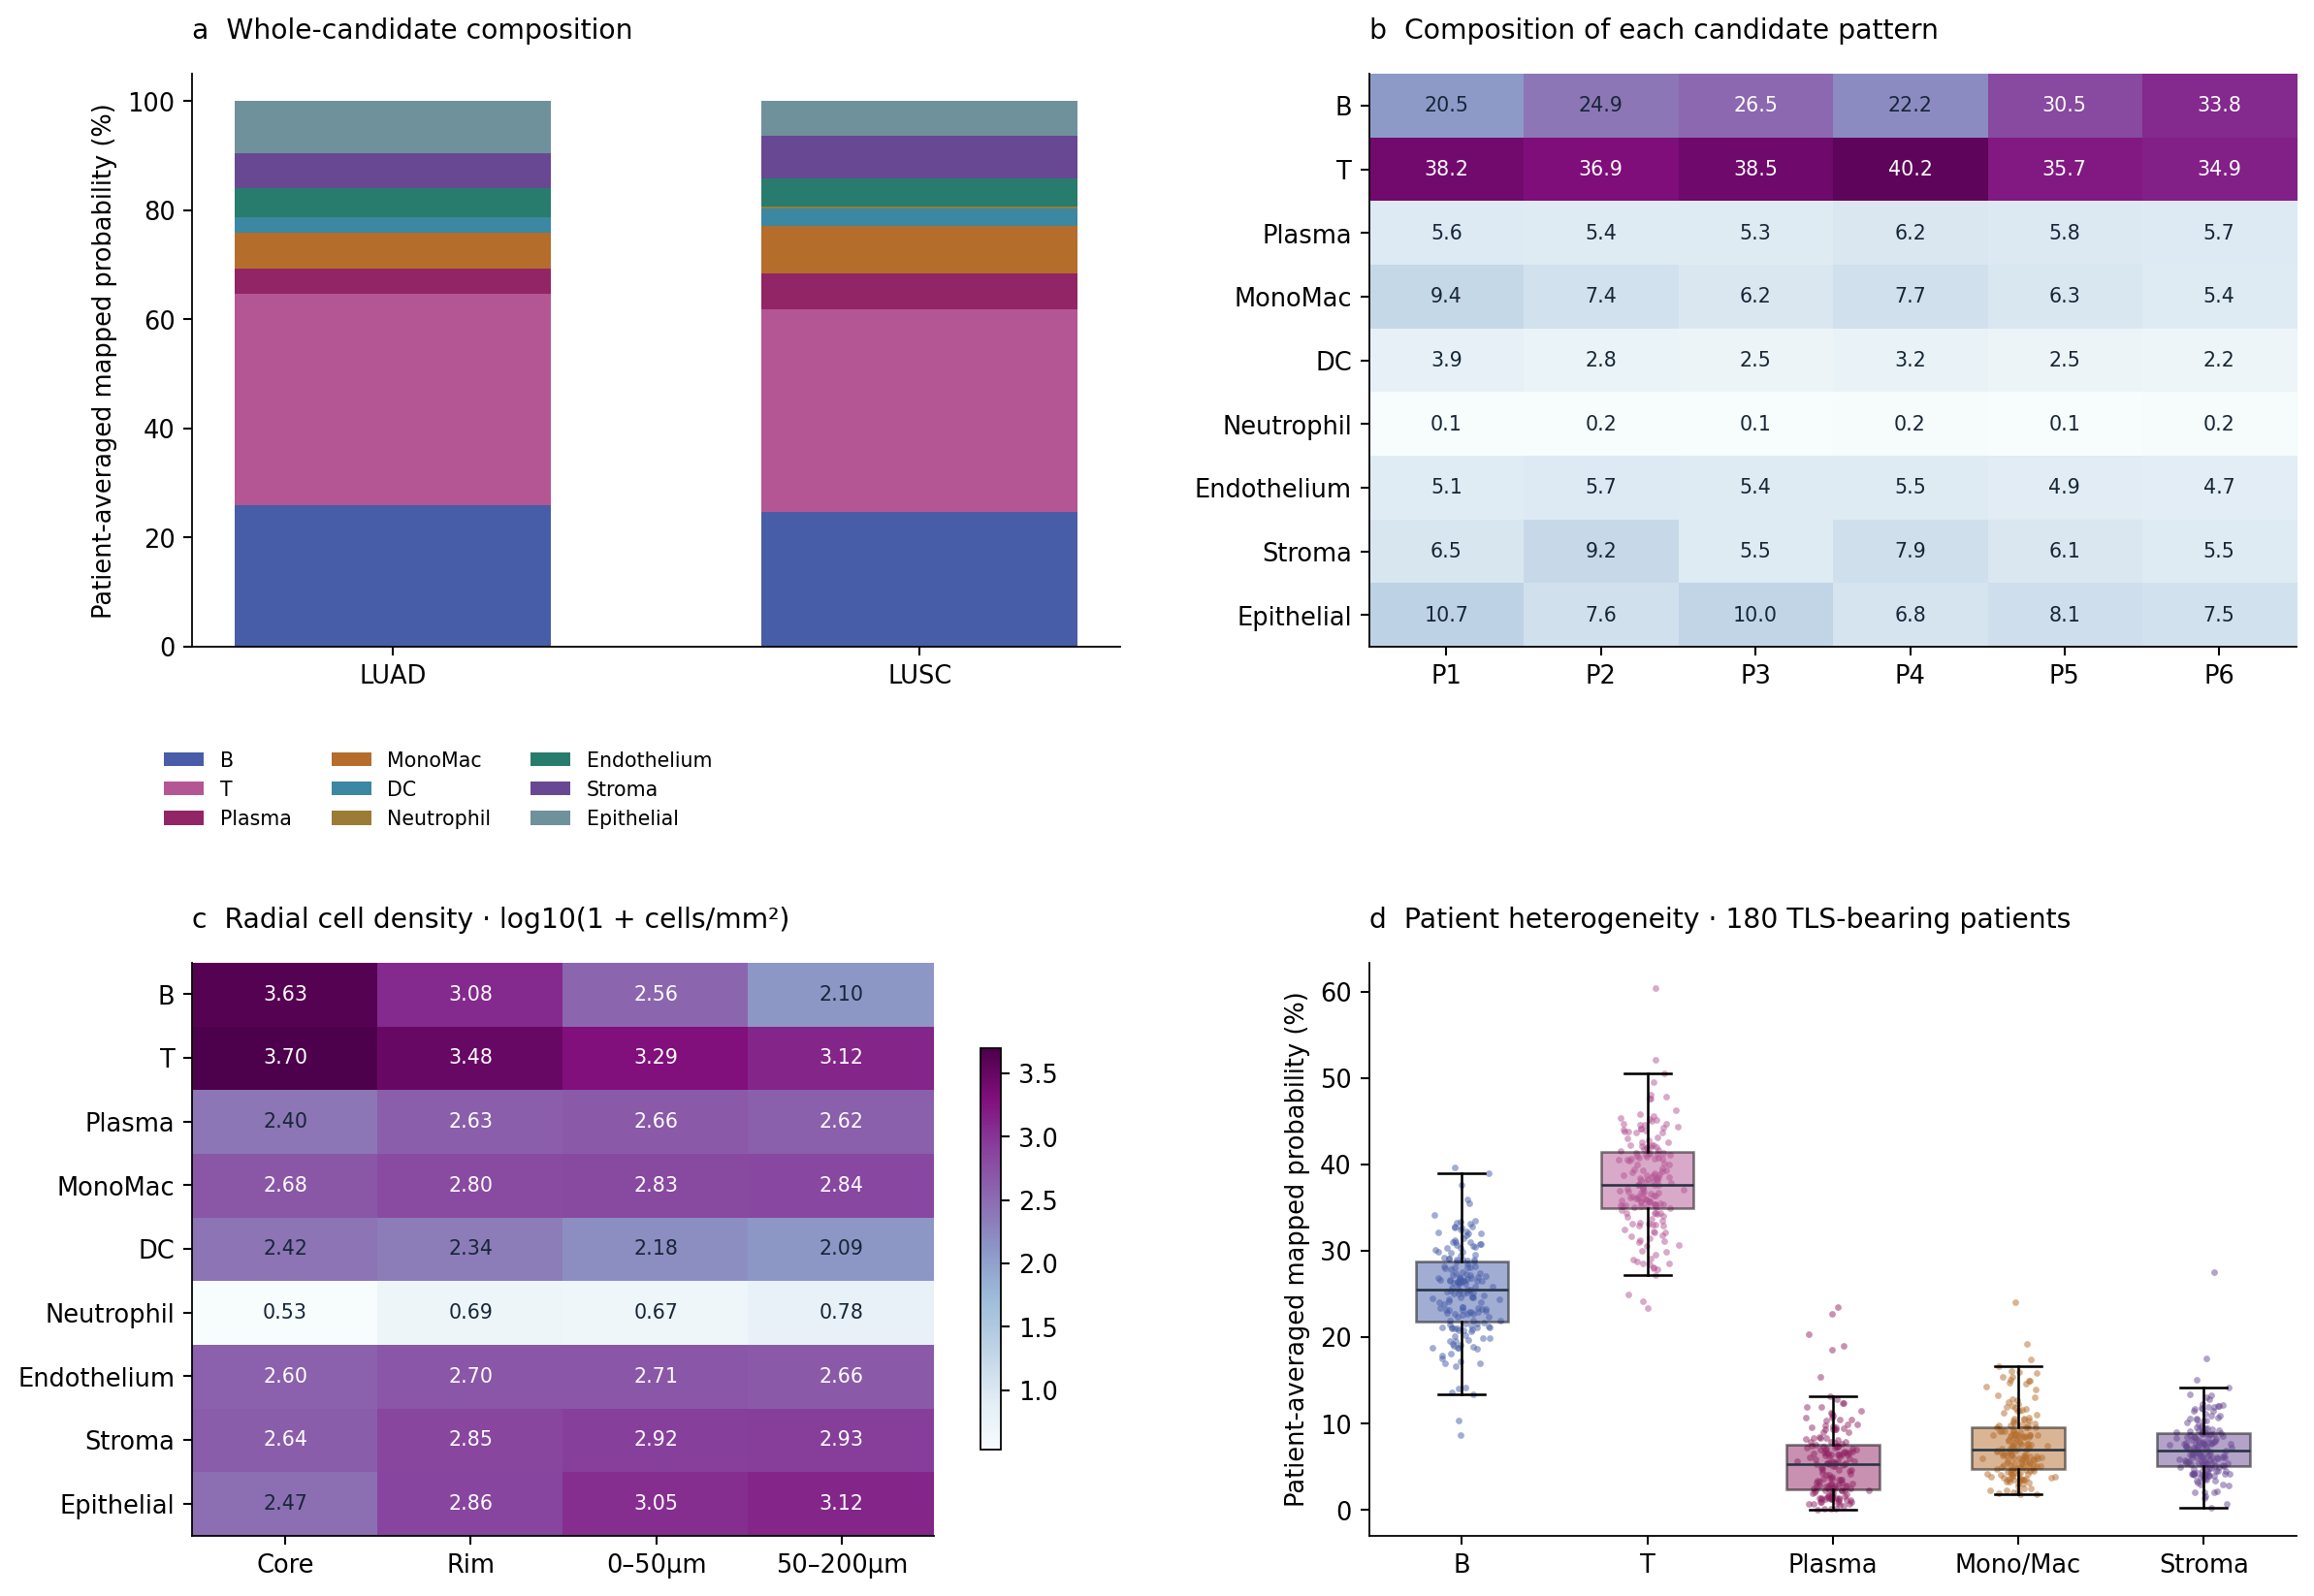 a  Whole-candidate composition
Patient-averaged mapped probability (%)
100
80
60
40
20
0
LUAD  LUSC
B  MonoMac  Endothelium
T  DC  Stroma
Plasma  Neutrophil  Epithelial
b  Composition of each candidate pattern
B  20.5  24.9  26.5  22.2  30.5  33.8
T  38.2  36.9  38.5  40.2  35.7  34.9
Plasma  5.6  5.4  5.3  6.2  5.8  5.7
MonoMac  9.4  7.4  6.2  7.7  6.3  5.4
DC  3.9  2.8  2.5  3.2  2.5  2.2
Neutrophil  0.1  0.2  0.1  0.2  0.1  0.2
Endothelium  5.1  5.7  5.4  5.5  4.9  4.7
Stroma  6.5  9.2  5.5  7.9  6.1  5.5
Epithelial  10.7  7.6  10.0  6.8  8.1  7.5
P1  P2  P3  P4  P5  P6
c  Radial cell density · log10(1 + cells/mm²)
B  3.63  3.08  2.56  2.10
T  3.70  3.48  3.29  3.12
Plasma  2.40  2.63  2.66  2.62
MonoMac  2.68  2.80  2.83  2.84
DC  2.42  2.34  2.18  2.09
Neutrophil  0.53  0.69  0.67  0.78
Endothelium  2.60  2.70  2.71  2.66
Stroma  2.64  2.85  2.92  2.93
Epithelial  2.47  2.86  3.05  3.12
Core  Rim  0–50µm  50–200µm
3.5
3.0
2.5
2.0
1.5
1.0
d  Patient heterogeneity · 180 TLS-bearing patients
Patient-averaged mapped probability (%)
60
50
40
30
20
10
0
B  T  Plasma  Mono/Mac  Stroma